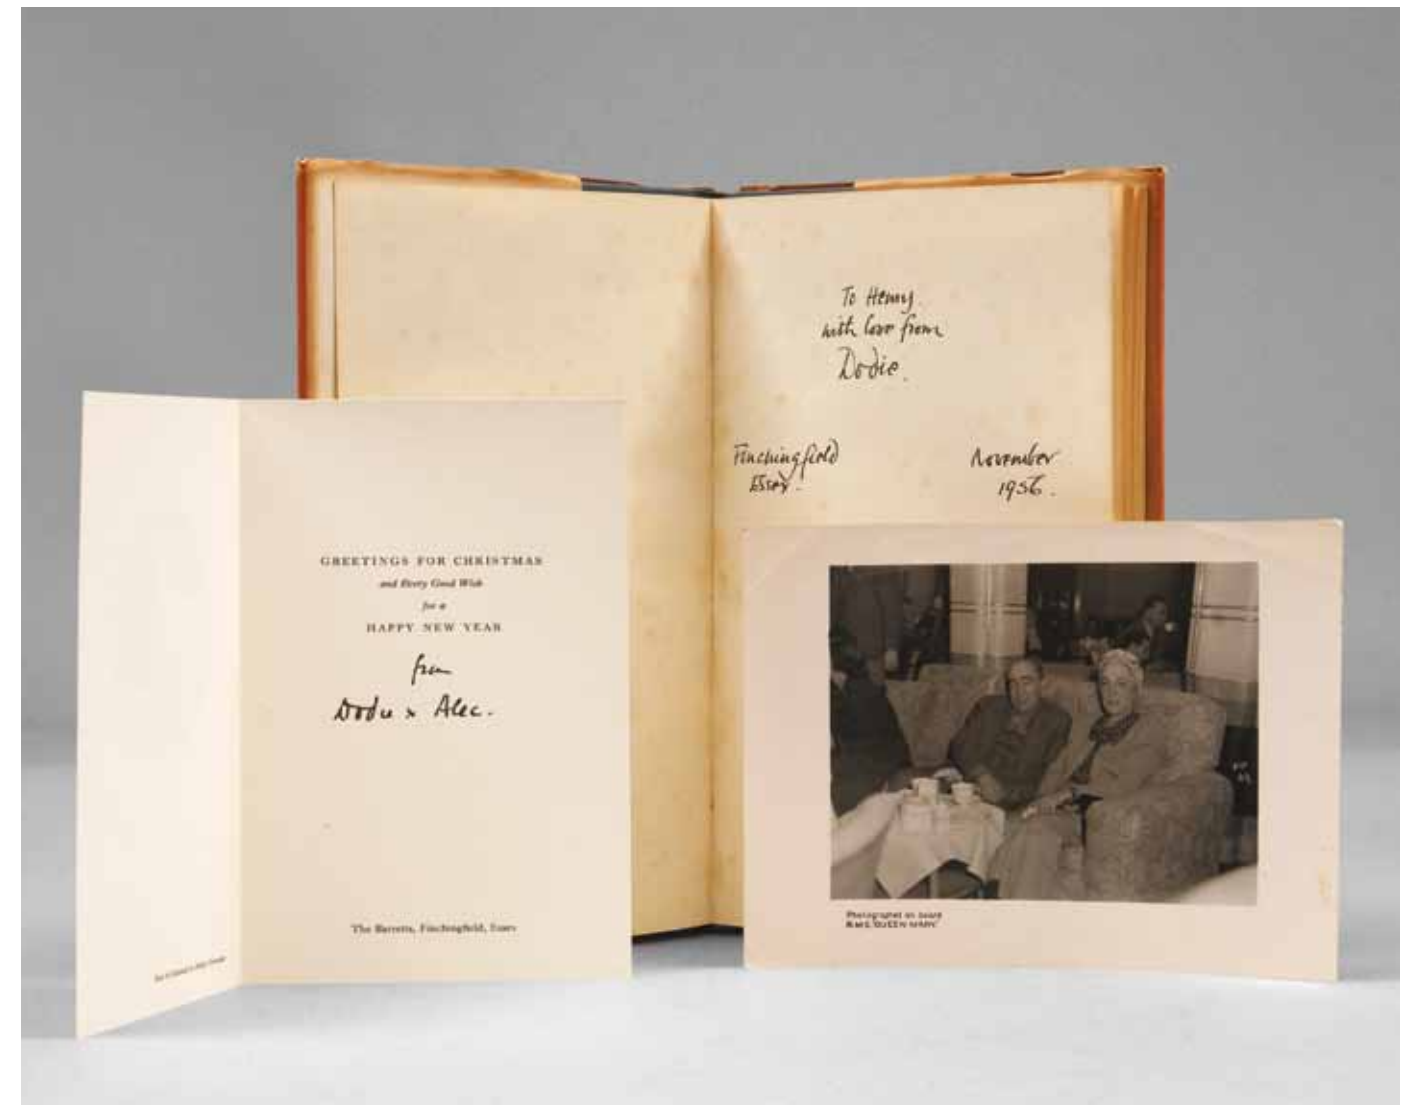 To Henry
with love from
Dodie.
Finchingfield
Essex.
November
1956.
GREETINGS FOR CHRISTMAS
and Every Good Wish
for a
HAPPY NEW YEAR
from
Dodie & Alec.
The Barretts, Finchingfield, Essex
Photographed on board
R.M.S. "QUEEN MARY"